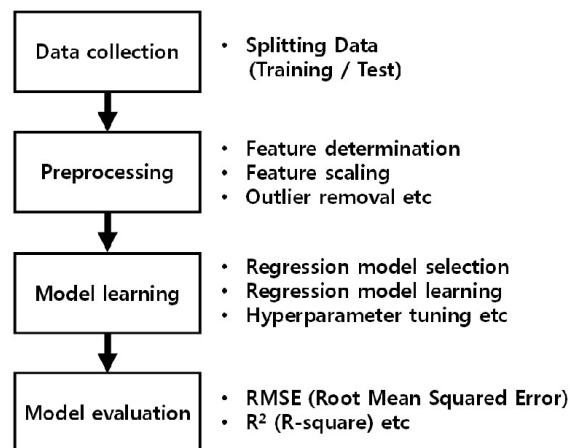 Data collection
• Splitting Data
(Training / Test)
Preprocessing
• Feature determination
• Feature scaling
• Outlier removal etc
Model learning
• Regression model selection
• Regression model learning
• Hyperparameter tuning etc
Model evaluation
• RMSE (Root Mean Squared Error)
• R² (R-square) etc